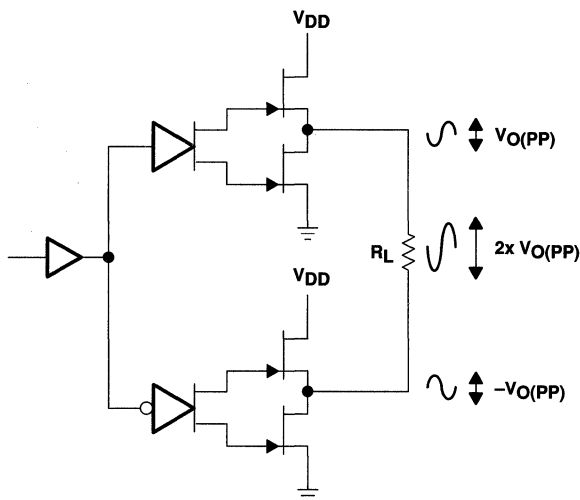 VDD
VO(PP)
RL
2x VO(PP)
VDD
–VO(PP)